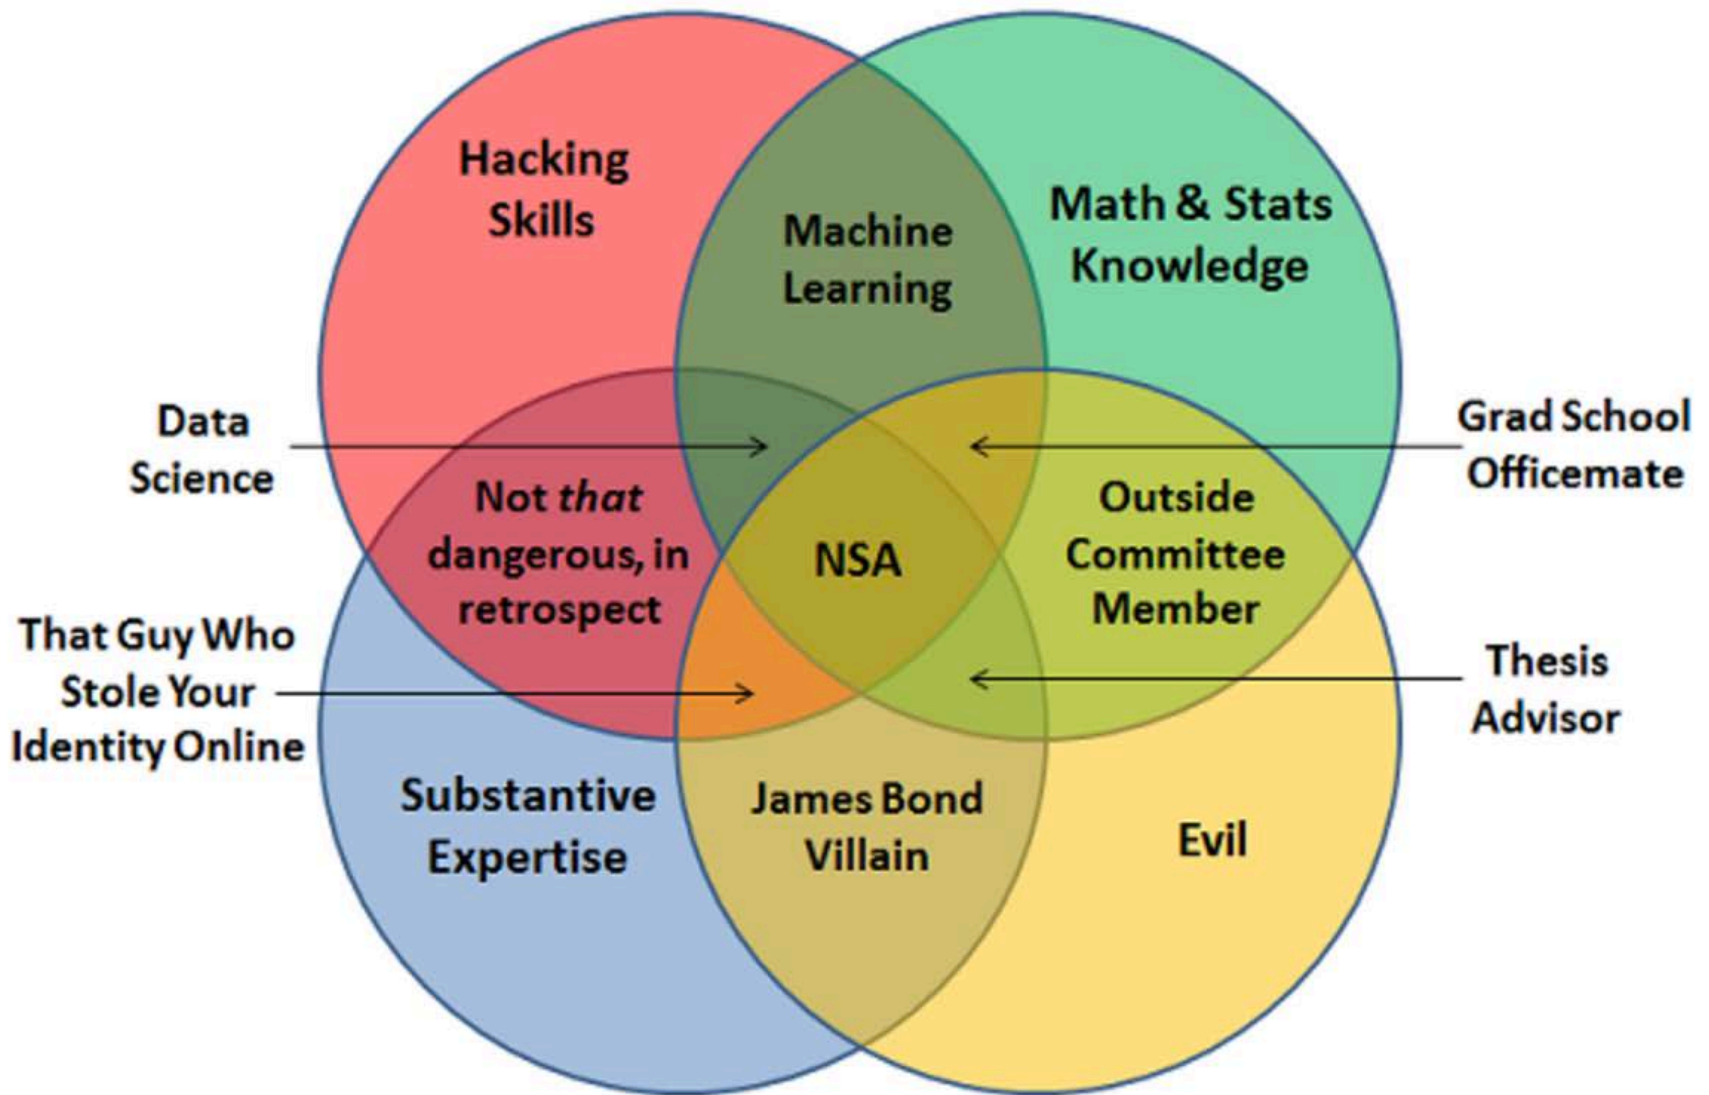 Hacking
Skills
Machine
Learning
Math & Stats
Knowledge
Data
Science
Grad School
Officemate
Not that
dangerous, in
retrospect
NSA
Outside
Committee
Member
That Guy Who
Stole Your
Identity Online
Thesis
Advisor
Substantive
Expertise
James Bond
Villain
Evil